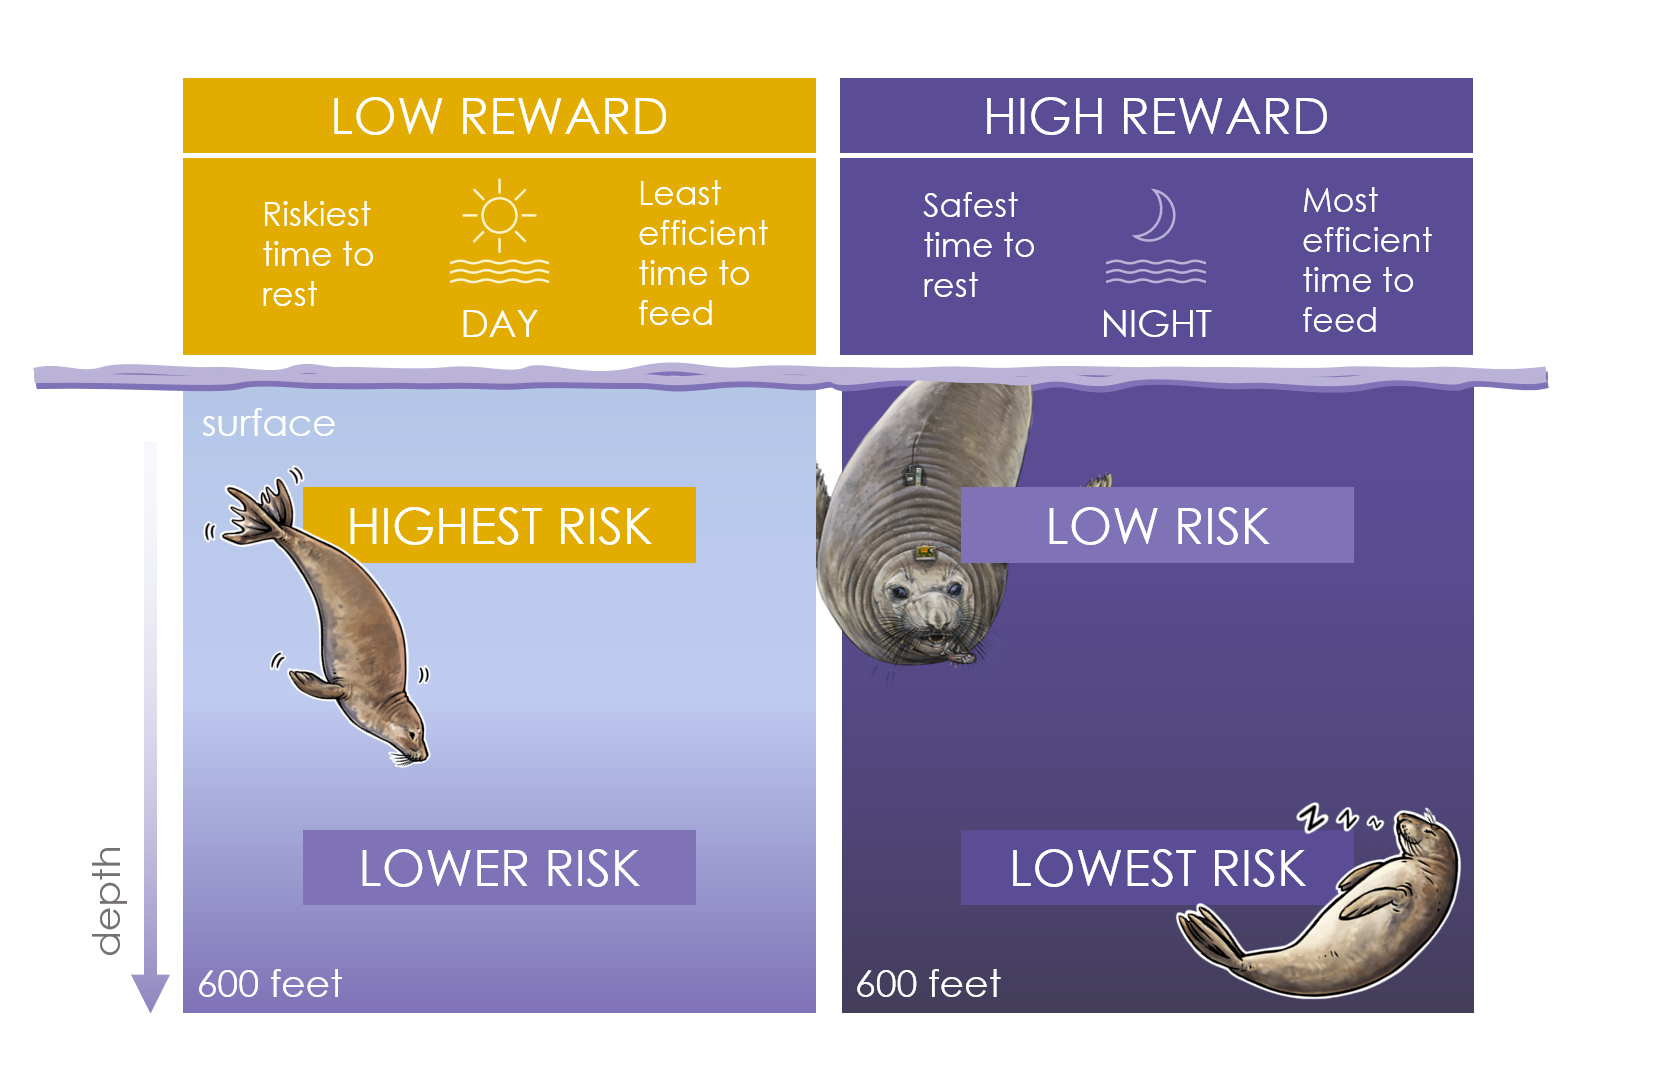 LOW REWARD
Riskiest
time to
rest
DAY
Least
efficient
time to
feed
HIGH REWARD
Safest
time to
rest
NIGHT
Most
efficient
time to
feed
surface
HIGHEST RISK
LOWER RISK
600 feet
depth
LOW RISK
z z z
LOWEST RISK
600 feet